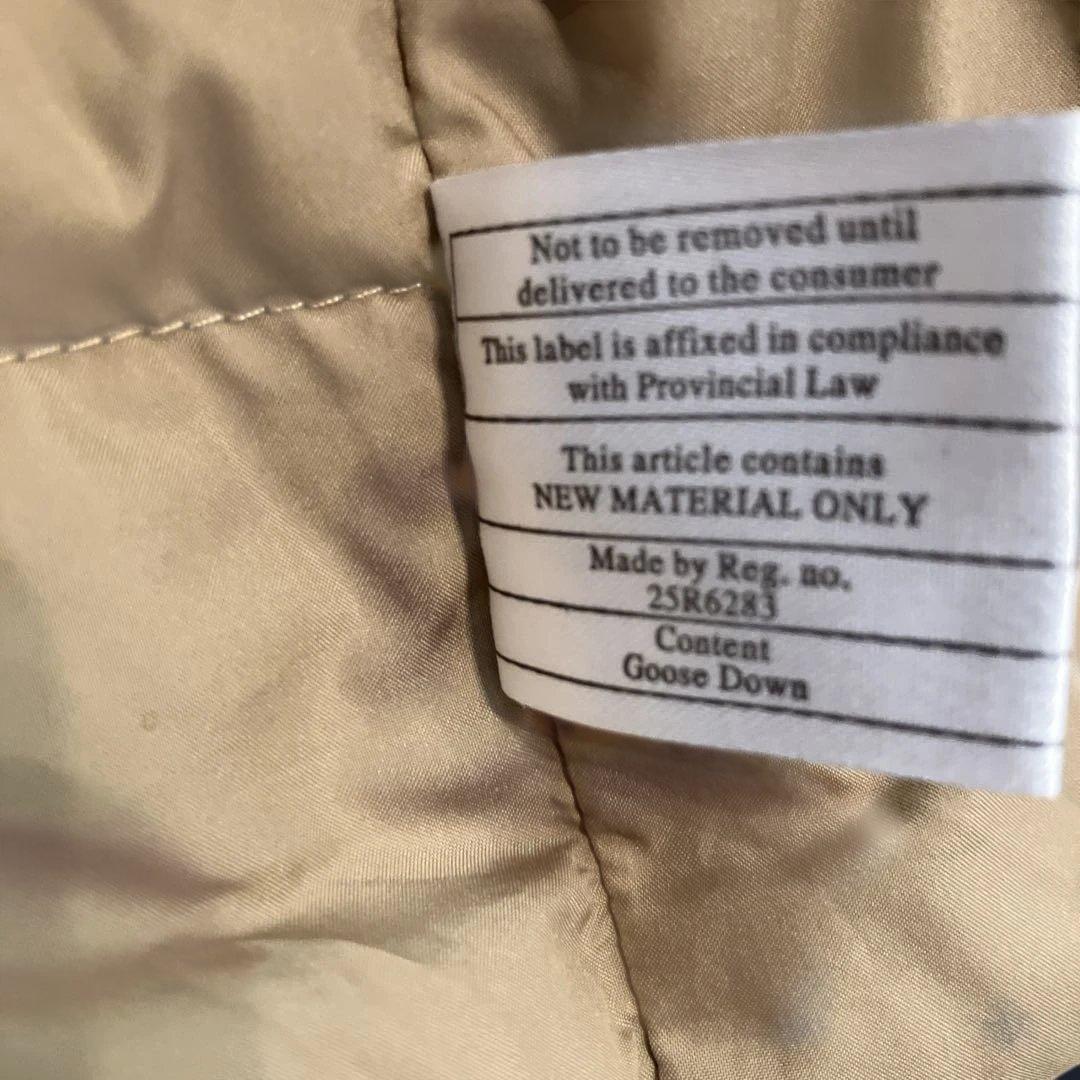 Not to be removed until
delivered to the consumer
This label is affixed in compliance
with Provincial Law
This article contains
NEW MATERIAL ONLY
Made by Reg. no.
25R6283
Content
Goose Down